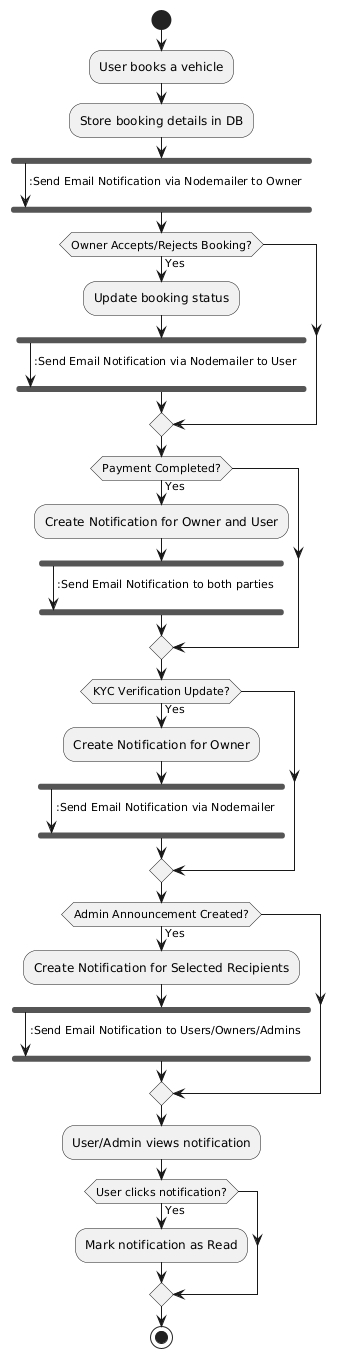 User books a vehicle
Store booking details in DB
:Send Email Notification via Nodemailer to Owner
Owner Accepts/Rejects Booking?
Yes
Update booking status
:Send Email Notification via Nodemailer to User
Payment Completed?
Yes
Create Notification for Owner and User
:Send Email Notification to both parties
KYC Verification Update?
Yes
Create Notification for Owner
:Send Email Notification via Nodemailer
Admin Announcement Created?
Yes
Create Notification for Selected Recipients
:Send Email Notification to Users/Owners/Admins
User/Admin views notification
User clicks notification?
Yes
Mark notification as Read